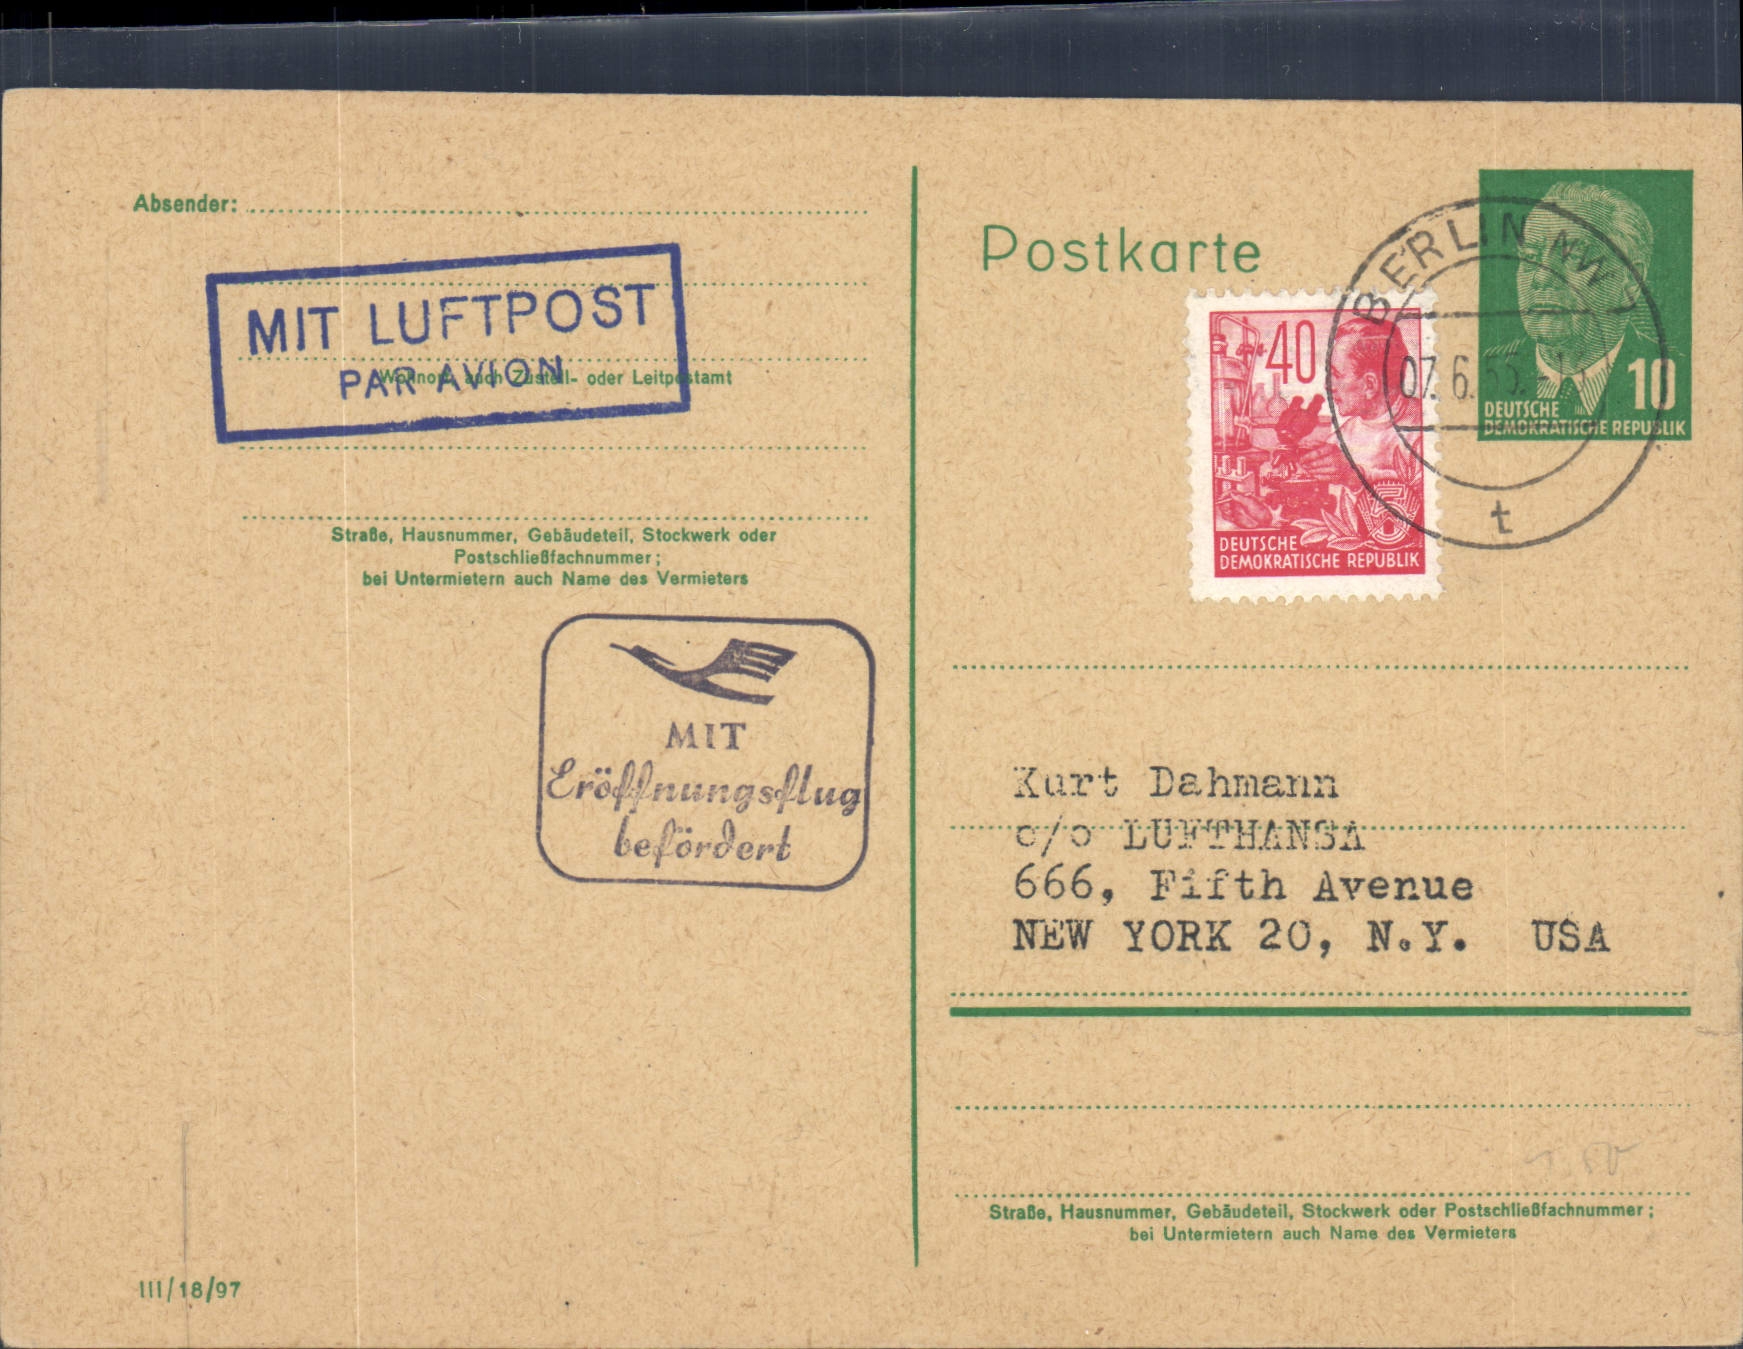 Absender:
MIT LUFTPOST
PAR AVION
Wohnort, auch Zustell- oder Leitpostamt
Straße, Hausnummer, Gebäudeteil, Stockwerk oder
Postschließfachnummer;
bei Untermietern auch Name des Vermieters
MIT
Eröffnungsflug
befördert
III/18/97
Postkarte
40
DEUTSCHE
DEMOKRATISCHE REPUBLIK
10
DEUTSCHE
DEMOKRATISCHE REPUBLIK
BERLIN NW
07. 6. 55.
t
Kurt Dahmann
c/o LUFTHANSA
666, Fifth Avenue
NEW YORK 20, N.Y. USA
Straße, Hausnummer, Gebäudeteil, Stockwerk oder Postschließfachnummer;
bei Untermietern auch Name des Vermieters